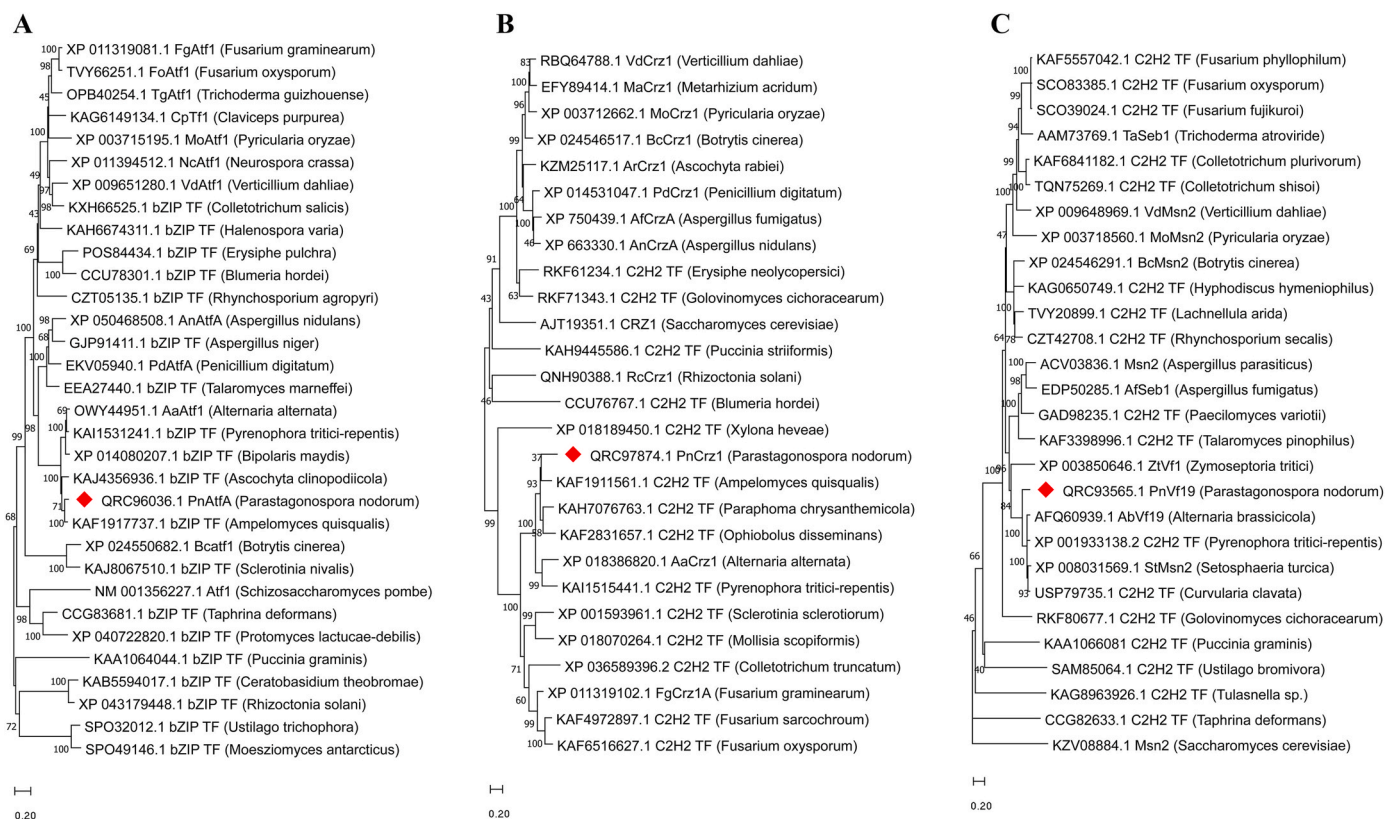 A
XP 011319081.1 FgAtf1 (Fusarium graminearum)
TVY66251.1 FoAtf1 (Fusarium oxysporum)
OPB40254.1 TgAtf1 (Trichoderma guizhouense)
KAG6149134.1 CpTf1 (Claviceps purpurea)
XP 003715195.1 MoAtf1 (Pyricularia oryzae)
XP 011394512.1 NcAtf1 (Neurospora crassa)
XP 009651280.1 VdAtf1 (Verticillium dahliae)
KXH66525.1 bZIP TF (Colletotrichum salicis)
KAH6674311.1 bZIP TF (Halenospora varia)
POS84434.1 bZIP TF (Erysiphe pulchra)
CCU78301.1 bZIP TF (Blumeria hordei)
CZT05135.1 bZIP TF (Rhynchosporium agropyri)
XP 050468508.1 AnAtfA (Aspergillus nidulans)
GJP91411.1 bZIP TF (Aspergillus niger)
EKV05940.1 PdAtfA (Penicillium digitatum)
EEA27440.1 bZIP TF (Talaromyces marneffei)
OWY44951.1 AaAtf1 (Alternaria alternata)
KAI1531241.1 bZIP TF (Pyrenophora tritici-repentis)
XP 014080207.1 bZIP TF (Bipolaris maydis)
KAJ4356936.1 bZIP TF (Ascochyta clinopodiicola)
QRC96036.1 PnAtfA (Parastagonospora nodorum)
KAF1917737.1 bZIP TF (Ampelomyces quisqualis)
XP 024550682.1 Bcatf1 (Botrytis cinerea)
KAJ8067510.1 bZIP TF (Sclerotinia nivalis)
NM 001356227.1 Atf1 (Schizosaccharomyces pombe)
CCG83681.1 bZIP TF (Taphrina deformans)
XP 040722820.1 bZIP TF (Protomyces lactucae-debilis)
KAA1064044.1 bZIP TF (Puccinia graminis)
KAB5594017.1 bZIP TF (Ceratobasidium theobromae)
XP 043179448.1 bZIP TF (Rhizoctonia solani)
SPO32012.1 bZIP TF (Ustilago trichophora)
SPO49146.1 bZIP TF (Moesziomyces antarcticus)
100
98
45
100
49
97
98
43
69
100
100
98
68
100
69
100
98
99
71
100
68
100
98
100
100
72
100
0.20
B
RBQ64788.1 VdCrz1 (Verticillium dahliae)
EFY89414.1 MaCrz1 (Metarhizium acridum)
XP 003712662.1 MoCrz1 (Pyricularia oryzae)
XP 024546517.1 BcCrz1 (Botrytis cinerea)
KZM25117.1 ArCrz1 (Ascochyta rabiei)
XP 014531047.1 PdCrz1 (Penicillium digitatum)
XP 750439.1 AfCrzA (Aspergillus fumigatus)
XP 663330.1 AnCrzA (Aspergillus nidulans)
RKF61234.1 C2H2 TF (Erysiphe neolycopersici)
RKF71343.1 C2H2 TF (Golovinomyces cichoracearum)
AJT19351.1 CRZ1 (Saccharomyces cerevisiae)
KAH9445586.1 C2H2 TF (Puccinia striiformis)
QNH90388.1 RcCrz1 (Rhizoctonia solani)
CCU76767.1 C2H2 TF (Blumeria hordei)
XP 018189450.1 C2H2 TF (Xylona heveae)
QRC97874.1 PnCrz1 (Parastagonospora nodorum)
KAF1911561.1 C2H2 TF (Ampelomyces quisqualis)
KAH7076763.1 C2H2 TF (Paraphoma chrysanthemicola)
KAF2831657.1 C2H2 TF (Ophiobolus disseminans)
XP 018386820.1 AaCrz1 (Alternaria alternata)
KAI1515441.1 C2H2 TF (Pyrenophora tritici-repentis)
XP 001593961.1 C2H2 TF (Sclerotinia sclerotiorum)
XP 018070264.1 C2H2 TF (Mollisia scopiformis)
XP 036589396.2 C2H2 TF (Colletotrichum truncatum)
XP 011319102.1 FgCrz1A (Fusarium graminearum)
KAF4972897.1 C2H2 TF (Fusarium sarcochroum)
KAF6516627.1 C2H2 TF (Fusarium oxysporum)
83
100
96
99
100
64
100
46
91
63
43
46
37
93
100
58
99
99
100
99
71
60
99
100
0.20
C
KAF5557042.1 C2H2 TF (Fusarium phyllophilum)
SCO83385.1 C2H2 TF (Fusarium oxysporum)
SCO39024.1 C2H2 TF (Fusarium fujikuroi)
AAM73769.1 TaSeb1 (Trichoderma atroviride)
KAF6841182.1 C2H2 TF (Colletotrichum plurivorum)
TQN75269.1 C2H2 TF (Colletotrichum shisoi)
XP 009648969.1 VdMsn2 (Verticillium dahliae)
XP 003718560.1 MoMsn2 (Pyricularia oryzae)
XP 024546291.1 BcMsn2 (Botrytis cinerea)
KAG0650749.1 C2H2 TF (Hyphodiscus hymeniophilus)
TVY20899.1 C2H2 TF (Lachnellula arida)
CZT42708.1 C2H2 TF (Rhynchosporium secalis)
ACV03836.1 Msn2 (Aspergillus parasiticus)
EDP50285.1 AfSeb1 (Aspergillus fumigatus)
GAD98235.1 C2H2 TF (Paecilomyces variotii)
KAF3398996.1 C2H2 TF (Talaromyces pinophilus)
XP 003850646.1 ZtVf1 (Zymoseptoria tritici)
QRC93565.1 PnVf19 (Parastagonospora nodorum)
AFQ60939.1 AbVf19 (Alternaria brassicicola)
XP 001933138.2 C2H2 TF (Pyrenophora tritici-repentis)
XP 008031569.1 StMsn2 (Setosphaeria turcica)
USP79735.1 C2H2 TF (Curvularia clavata)
RKF80677.1 C2H2 TF (Golovinomyces cichoracearum)
KAA1066081 C2H2 TF (Puccinia graminis)
SAM85064.1 C2H2 TF (Ustilago bromivora)
KAG8963926.1 C2H2 TF (Tulasnella sp.)
CCG82633.1 C2H2 TF (Taphrina deformans)
KZV08884.1 Msn2 (Saccharomyces cerevisiae)
100
99
94
99
100
100
47
100
64
78
100
98
100
100
96
84
100
100
93
66
46
40
0.20